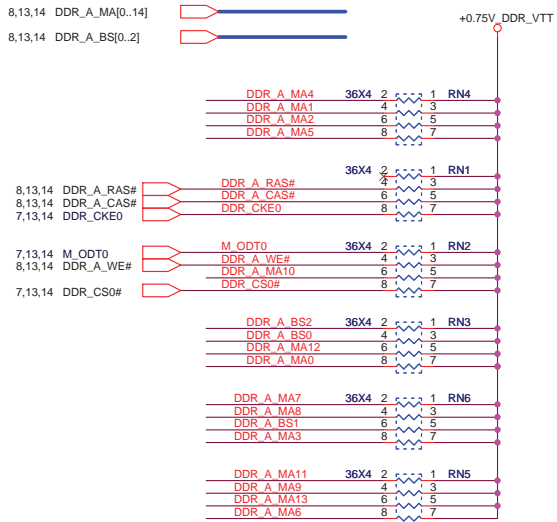 8,13,14 DDR_A_MA[0..14]
+0.75V_DDR_VTT
8,13,14 DDR_A_BS[0..2]
DDR_A_MA4 36X4 2 1 RN4
DDR_A_MA1 4 3
DDR_A_MA2 6 5
DDR_A_MA5 8 7
36X4 2 1 RN1
8,13,14 DDR_A_RAS# DDR_A_RAS# 4 3
8,13,14 DDR_A_CAS# DDR_A_CAS# 6 5
7,13,14 DDR_CKE0 DDR_CKE0 8 7
7,13,14 M_ODT0 M_ODT0 36X4 2 1 RN2
8,13,14 DDR_A_WE# DDR_A_WE# 4 3
DDR_A_MA10 6 5
7,13,14 DDR_CS0# DDR_CS0# 8 7
DDR_A_BS2 36X4 2 1 RN3
DDR_A_BS0 4 3
DDR_A_MA12 6 5
DDR_A_MA0 8 7
DDR_A_MA7 36X4 2 1 RN6
DDR_A_MA8 4 3
DDR_A_BS1 6 5
DDR_A_MA3 8 7
DDR_A_MA11 36X4 2 1 RN5
DDR_A_MA9 4 3
DDR_A_MA13 6 5
DDR_A_MA6 8 7